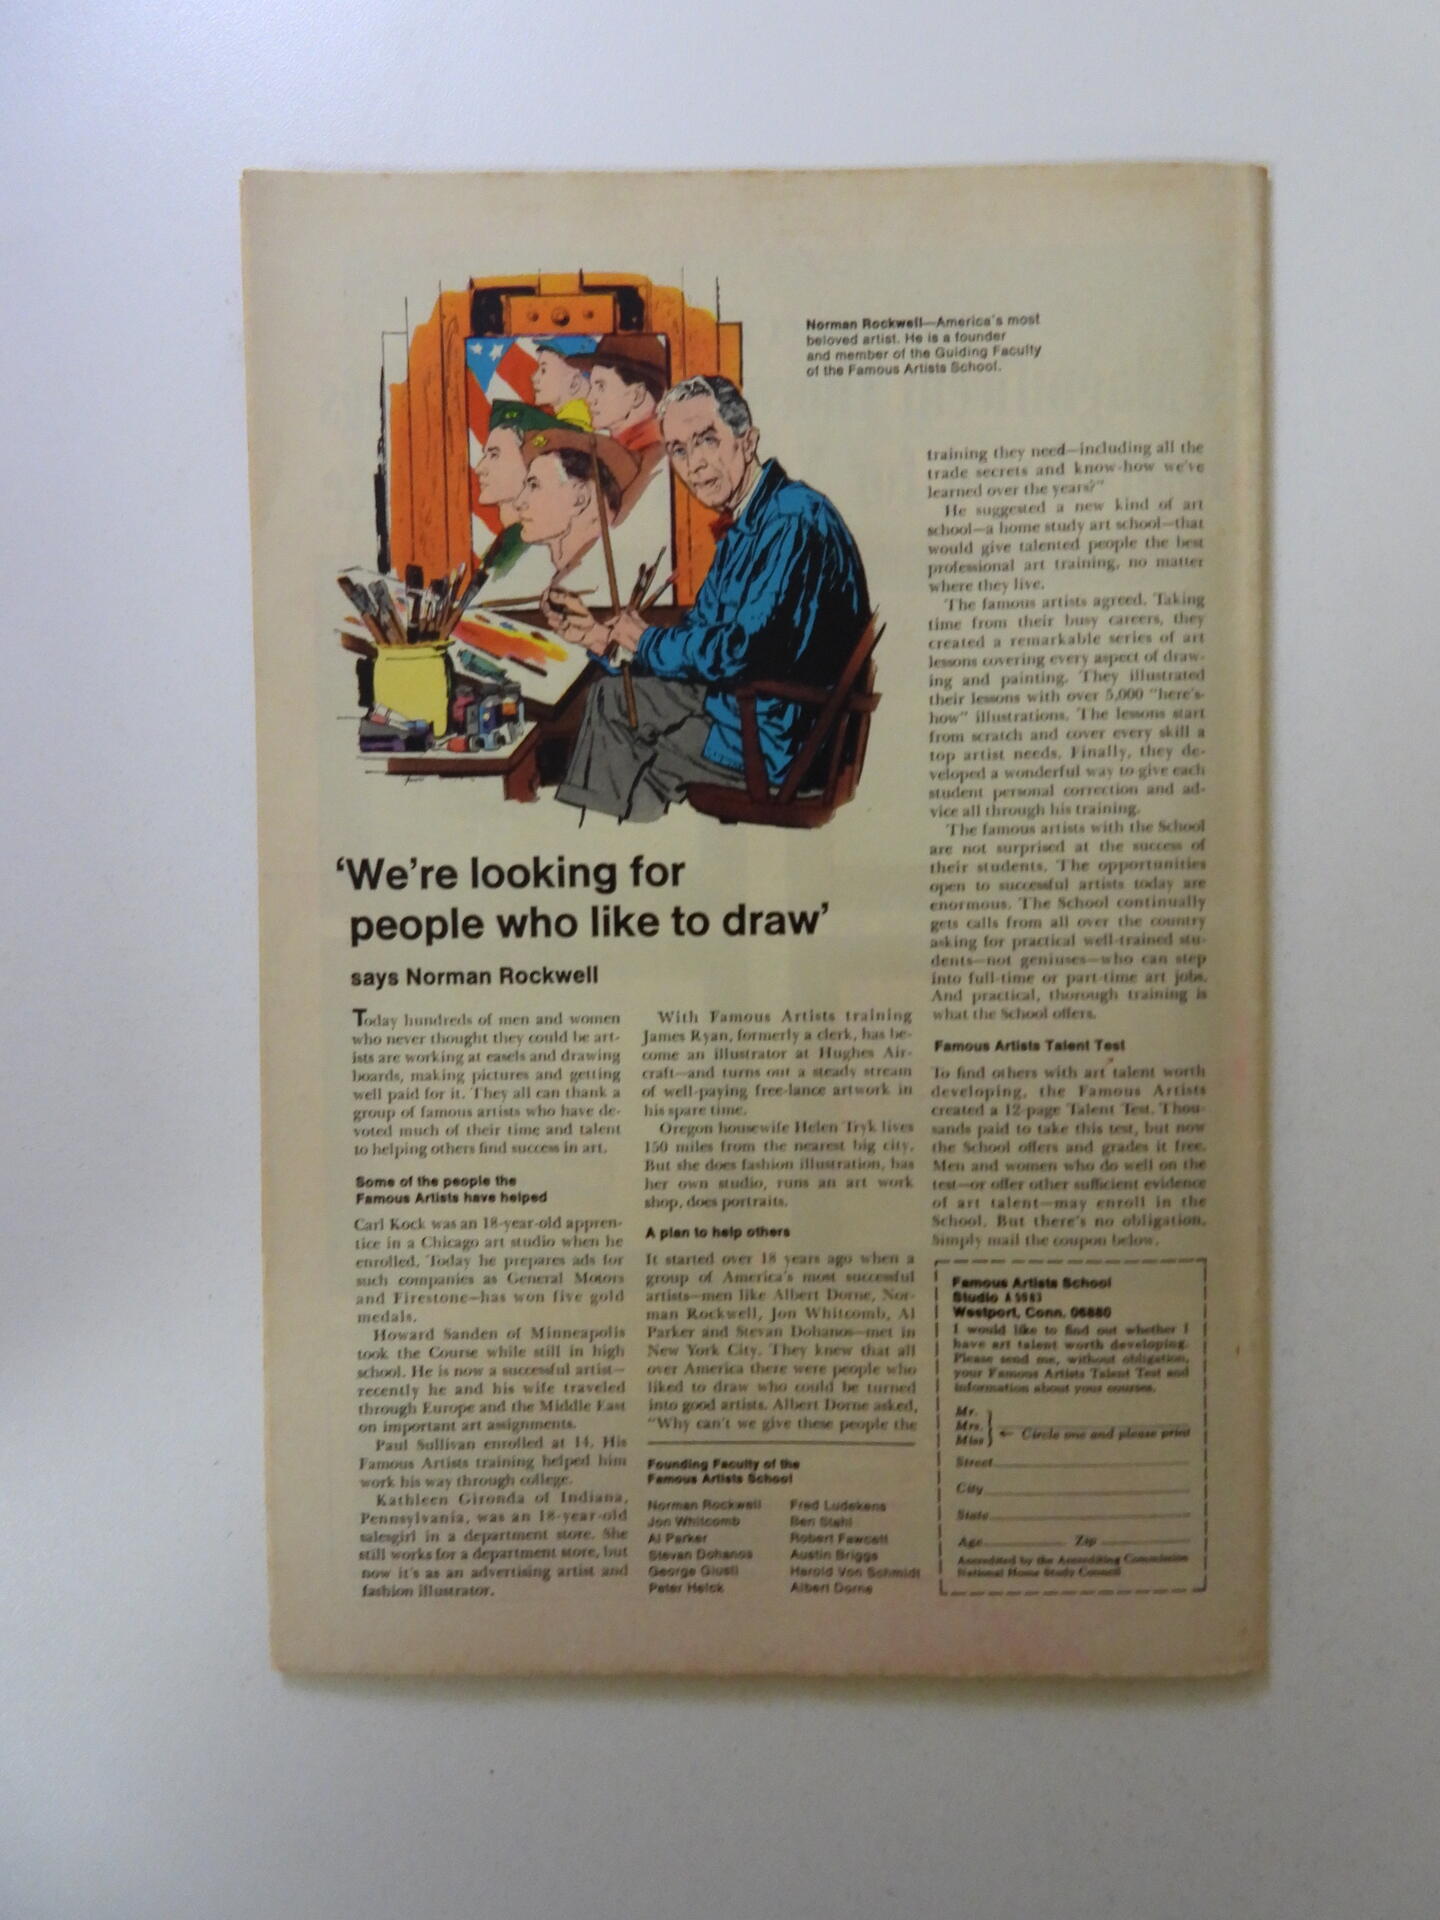 Norman Rockwell—America's most
beloved artist. He is a founder
and member of the Guiding Faculty
of the Famous Artists School.
'We're looking for
people who like to draw'
says Norman Rockwell
Today hundreds of men and women
who never thought they could be art-
ists are working at easels and drawing
boards, making pictures and getting
well paid for it. They all can thank a
group of famous artists who have de-
voted much of their time and talent
to helping others find success in art.
Some of the people the
Famous Artists have helped
Carl Kock was an 18-year-old appren-
tice in a Chicago art studio when he
enrolled. Today he prepares ads for
such companies as General Motors
and Firestone—has won five gold
medals.
Howard Sanden of Minneapolis
took the Course while still in high
school. He is now a successful artist—
recently he and his wife traveled
through Europe and the Middle East
on important art assignments.
Paul Sullivan enrolled at 14. His
Famous Artists training helped him
work his way through college.
Kathleen Gironda of Indiana,
Pennsylvania, was an 18-year-old
salesgirl in a department store. She
still works for a department store, but
now it's as an advertising artist and
fashion illustrator.
With Famous Artists training
James Ryan, formerly a clerk, has be-
come an illustrator at Hughes Air-
craft—and turns out a steady stream
of well-paying free-lance artwork in
his spare time.
Oregon housewife Helen Tryk lives
150 miles from the nearest big city.
But she does fashion illustration, has
her own studio, runs an art work
shop, does portraits.
A plan to help others
It started over 18 years ago when a
group of America's most successful
artists—men like Albert Dorne, Nor-
man Rockwell, Jon Whitcomb, Al
Parker and Stevan Dohanos—met in
New York City. They knew that all
over America there were people who
liked to draw who could be turned
into good artists. Albert Dorne asked,
"Why can't we give these people the
training they need—including all the
trade secrets and know-how we've
learned over the years?"
He suggested a new kind of art
school—a home study art school—that
would give talented people the best
professional art training, no matter
where they live.
The famous artists agreed. Taking
time from their busy careers, they
created a remarkable series of art
lessons covering every aspect of draw-
ing and painting. They illustrated
their lessons with over 5,000 "here's-
how" illustrations. The lessons start
from scratch and cover every skill a
top artist needs. Finally, they de-
veloped a wonderful way to give each
student personal correction and ad-
vice all through his training.
The famous artists with the School
are not surprised at the success of
their students. The opportunities
open to successful artists today are
enormous. The School continually
gets calls from all over the country
asking for practical well-trained stu-
dents—not geniuses—who can step
into full-time or part-time art jobs.
And practical, thorough training is
what the School offers.
Famous Artists Talent Test
To find others with art talent worth
developing, the Famous Artists
created a 12-page Talent Test. Thou-
sands paid to take this test, but now
the School offers and grades it free.
Men and women who do well on the
test—or offer other sufficient evidence
of art talent—may enroll in the
School. But there's no obligation.
Simply mail the coupon below.
Founding Faculty of the
Famous Artists School
Norman Rockwell
Jon Whitcomb
Al Parker
Stevan Dohanos
George Giusti
Peter Helck
Fred Ludekens
Ben Stahl
Robert Fawcett
Austin Briggs
Harold Von Schmidt
Albert Dorne
Famous Artists School
Studio
Westport, Conn. 06880
I would like to find out whether I
have art talent worth developing.
Please send me, without obligation,
your Famous Artists Talent Test and
information about your courses.
Mr.
Mrs. ← Circle one and please print
Miss
Street
City
State
Age Zip
Accredited by the Accrediting Commission
National Home Study Council